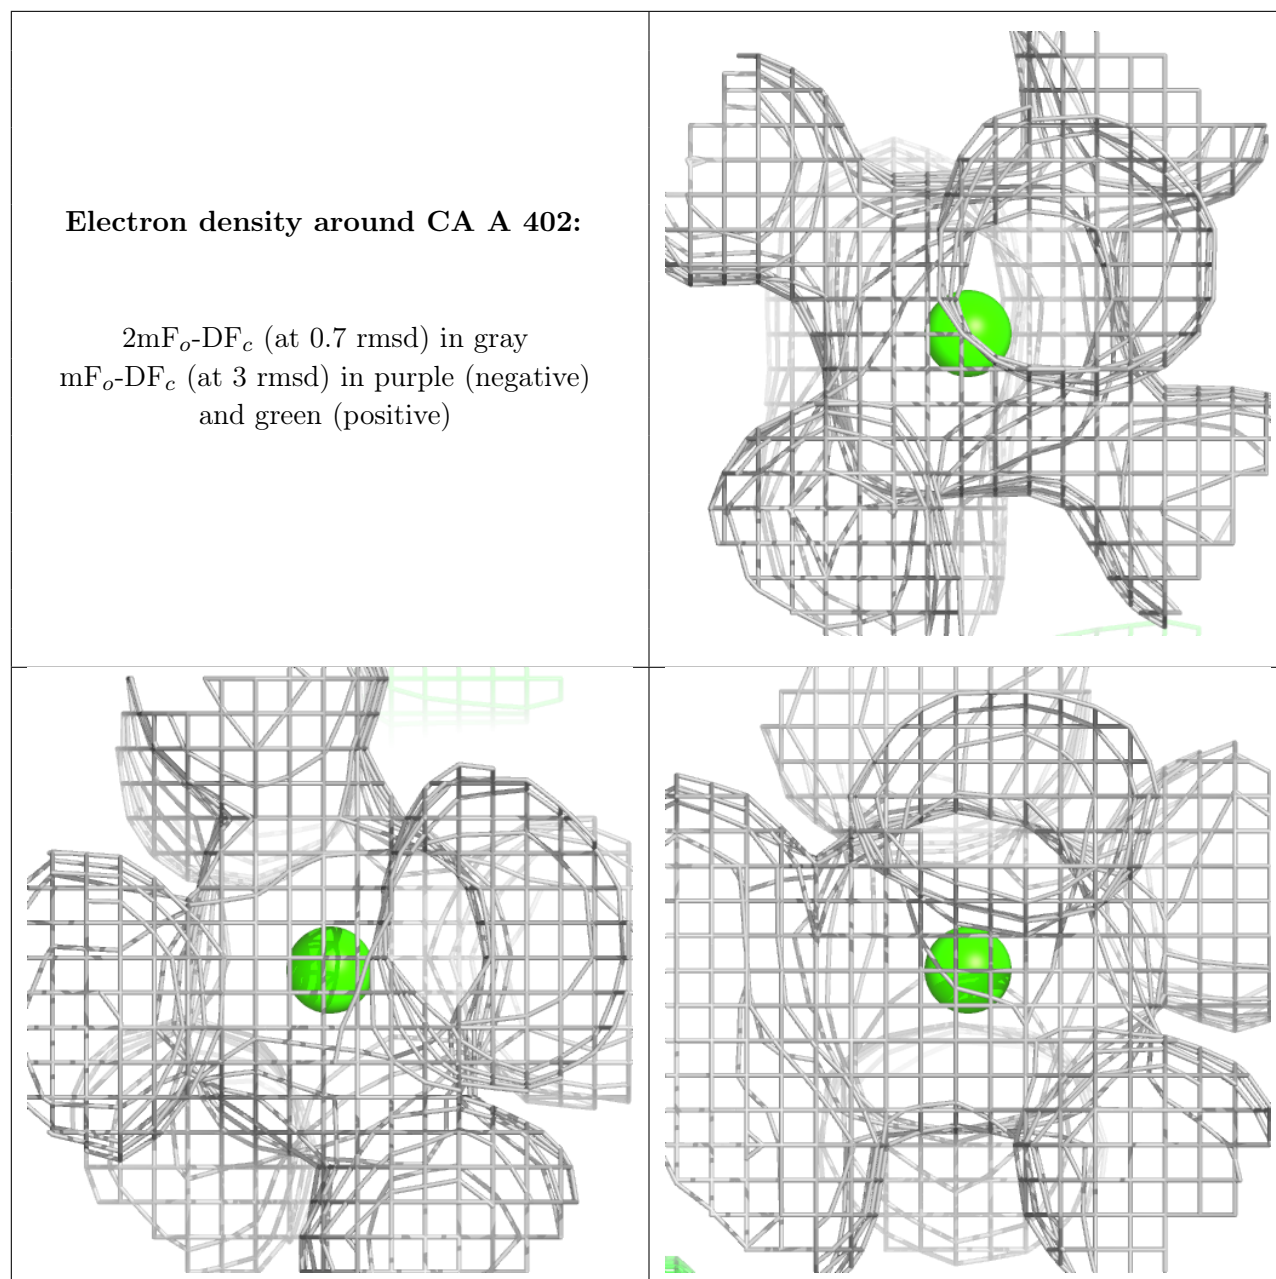 Electron density around CA A 402:
2mFo-DFc (at 0.7 rmsd) in gray
mFo-DFc (at 3 rmsd) in purple (negative)
and green (positive)